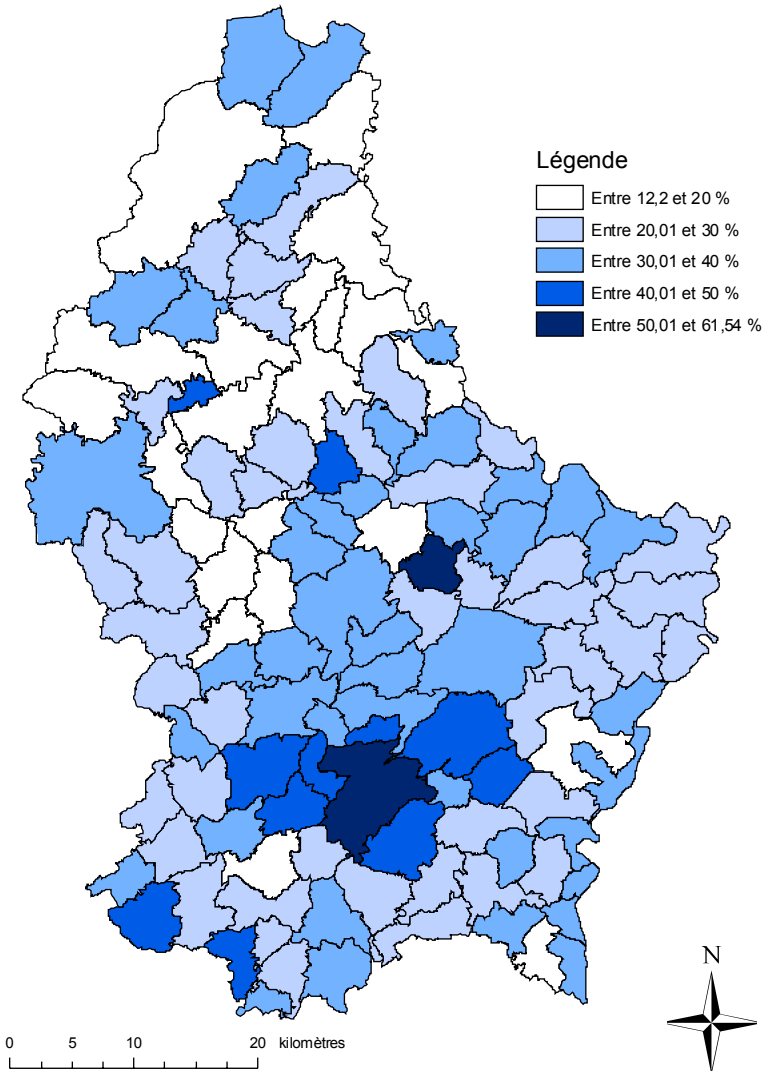 Légende
Entre 12,2 et 20 %
Entre 20,01 et 30 %
Entre 30,01 et 40 %
Entre 40,01 et 50 %
Entre 50,01 et 61,54 %
N
0 5 10 20 kilomètres